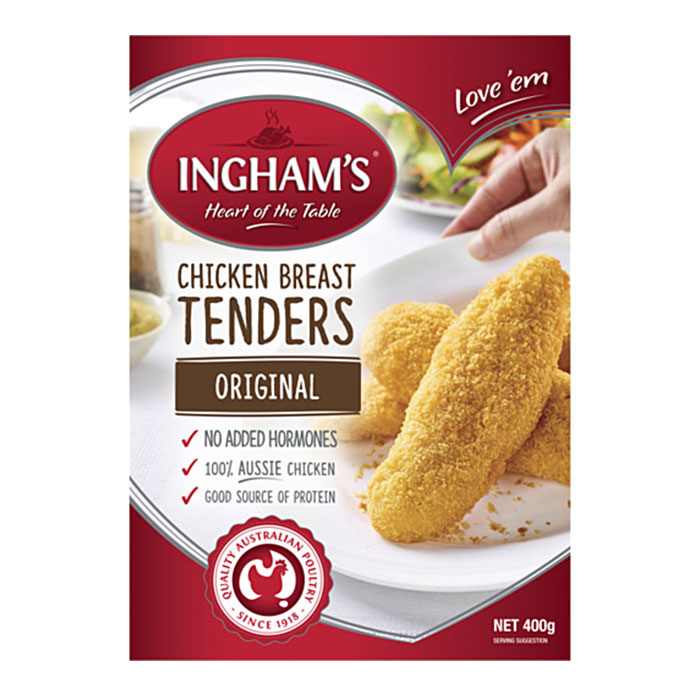 Love 'em
INGHAM'S®
Heart of the Table
CHICKEN BREAST
TENDERS
ORIGINAL
✓ NO ADDED HORMONES
✓ 100% AUSSIE CHICKEN
✓ GOOD SOURCE OF PROTEIN
QUALITY AUSTRALIAN POULTRY
- SINCE 1918 -
NET 400g
SERVING SUGGESTION